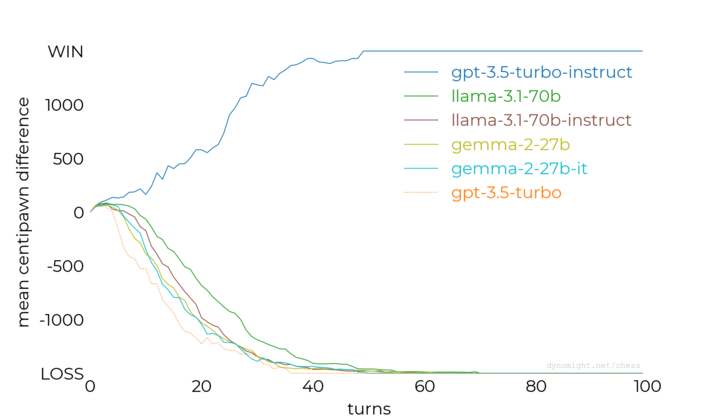 WIN
1000
500
0
-500
-1000
LOSS
mean centipawn difference
gpt-3.5-turbo-instruct
llama-3.1-70b
llama-3.1-70b-instruct
gemma-2-27b
gemma-2-27b-it
gpt-3.5-turbo
dynomight.net/chess
0 20 40 60 80 100
turns